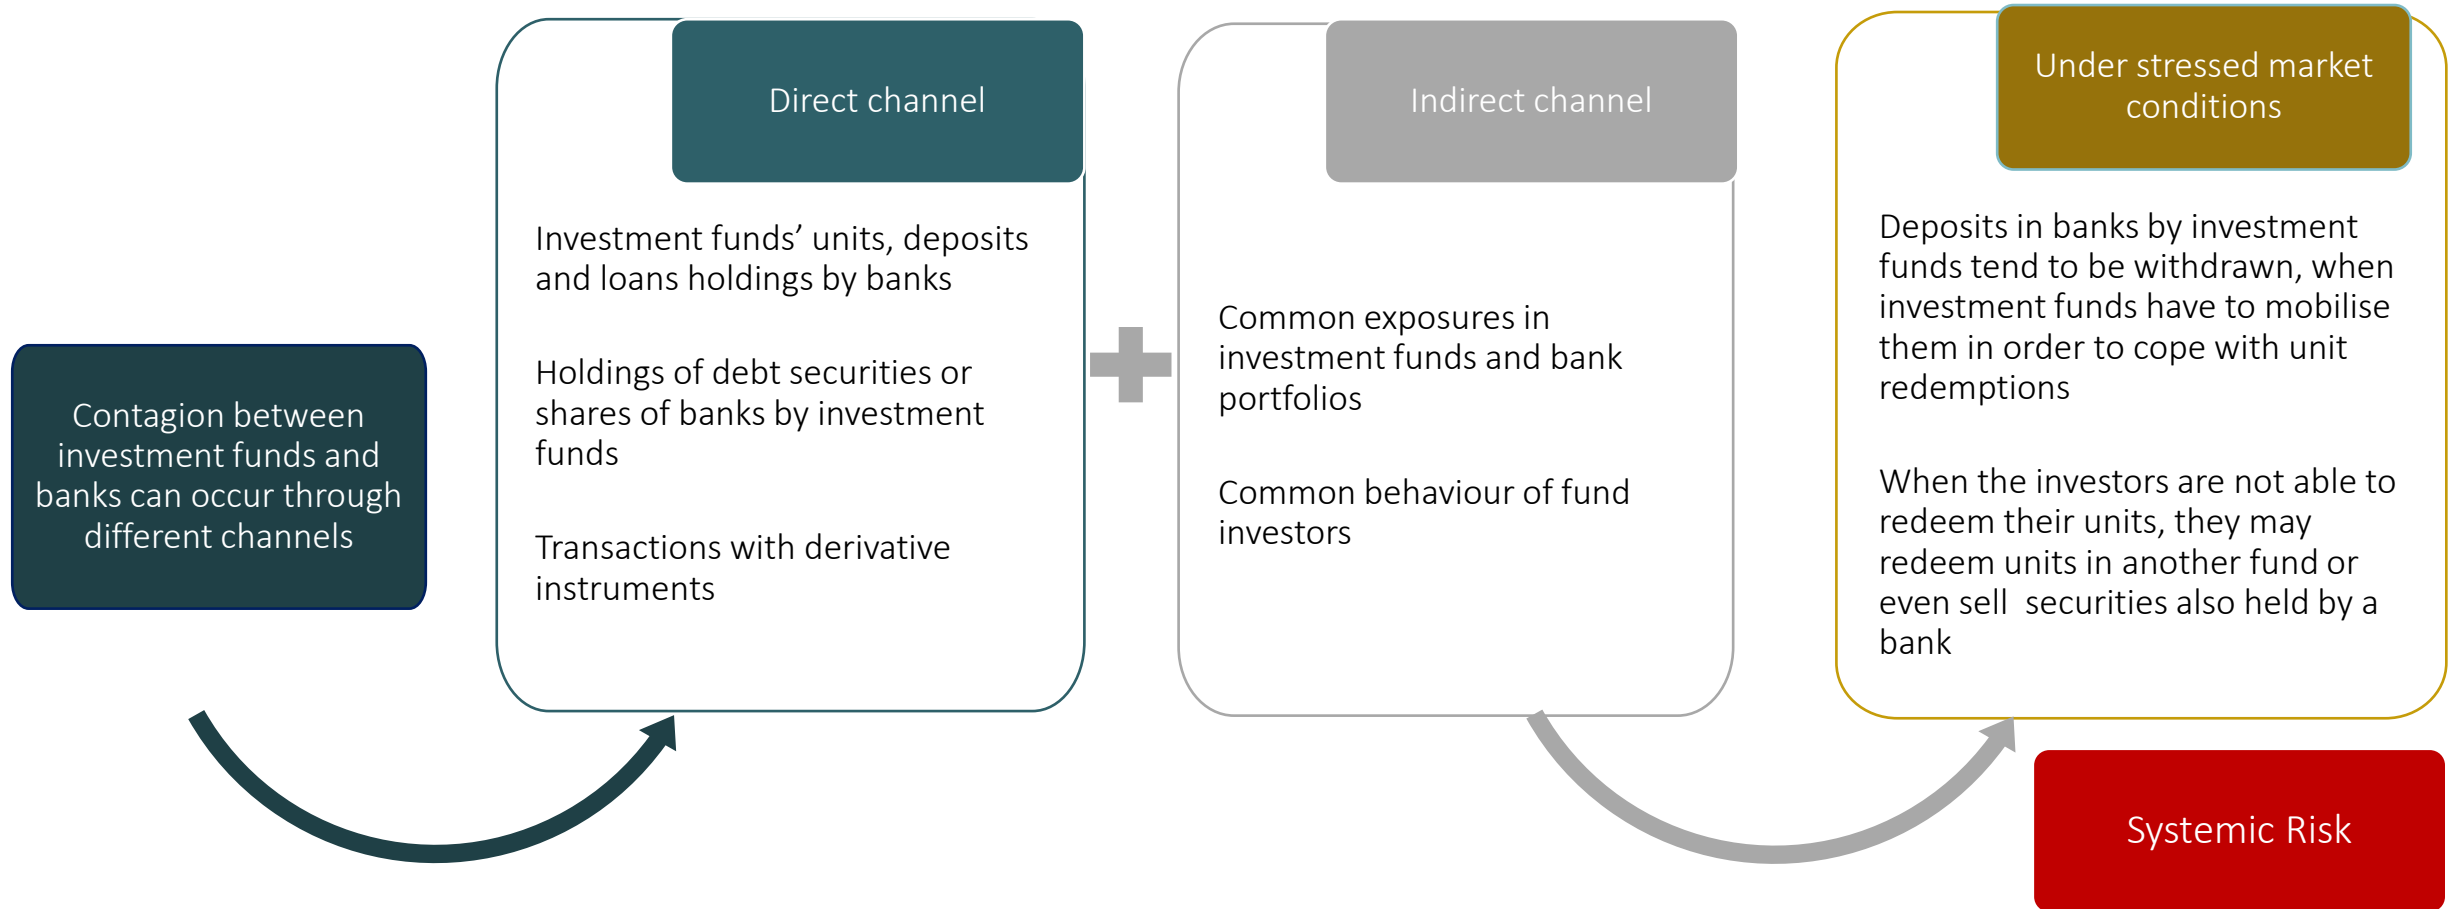 Contagion between
investment funds and
banks can occur through
different channels
Direct channel
Investment funds’ units, deposits
and loans holdings by banks
Holdings of debt securities or
shares of banks by investment
funds
Transactions with derivative
instruments
Indirect channel
Common exposures in
investment funds and bank
portfolios
Common behaviour of fund
investors
Under stressed market
conditions
Deposits in banks by investment
funds tend to be withdrawn, when
investment funds have to mobilise
them in order to cope with unit
redemptions
When the investors are not able to
redeem their units, they may
redeem units in another fund or
even sell  securities also held by a
bank
Systemic Risk